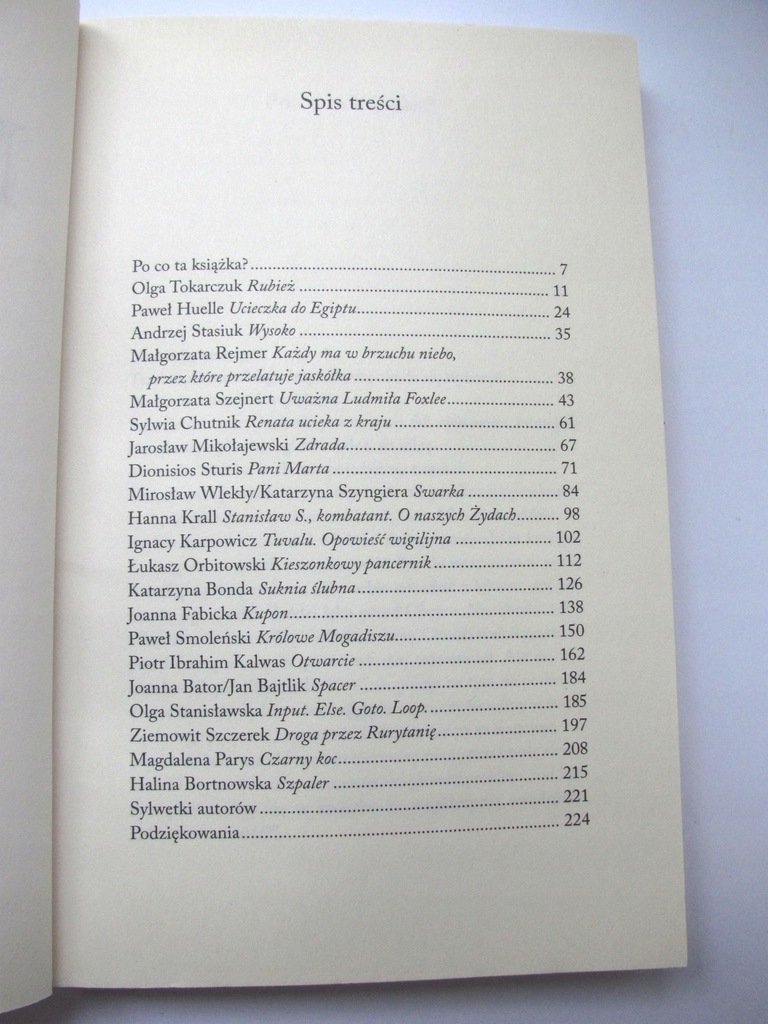 Spis treści
Po co ta książka?.......... 7
Olga Tokarczuk Rubież .......... 11
Paweł Huelle Ucieczka do Egiptu.......... 24
Andrzej Stasiuk Wysoko .......... 35
Małgorzata Rejmer Każdy ma w brzuchu niebo,
przez które przelatuje jaskółka .......... 38
Małgorzata Szejnert Uważna Ludmiła Foxlee.......... 43
Sylwia Chutnik Renata ucieka z kraju .......... 61
Jarosław Mikołajewski Zdrada.......... 67
Dionisios Sturis Pani Marta .......... 71
Mirosław Wlekły/Katarzyna Szyngiera Swarka .......... 84
Hanna Krall Stanisław S., kombatant. O naszych Żydach.......... 98
Ignacy Karpowicz Tuvalu. Opowieść wigilijna .......... 102
Łukasz Orbitowski Kieszonkowy pancernik.......... 112
Katarzyna Bonda Suknia ślubna.......... 126
Joanna Fabicka Kupon.......... 138
Paweł Smoleński Królowe Mogadiszu.......... 150
Piotr Ibrahim Kalwas Otwarcie .......... 162
Joanna Bator/Jan Bajtlik Spacer .......... 184
Olga Stanisławska Input. Else. Goto. Loop. .......... 185
Ziemowit Szczerek Droga przez Rurytanię.......... 197
Magdalena Parys Czarny koc.......... 208
Halina Bortnowska Szpaler .......... 215
Sylwetki autorów .......... 221
Podziękowania.......... 224